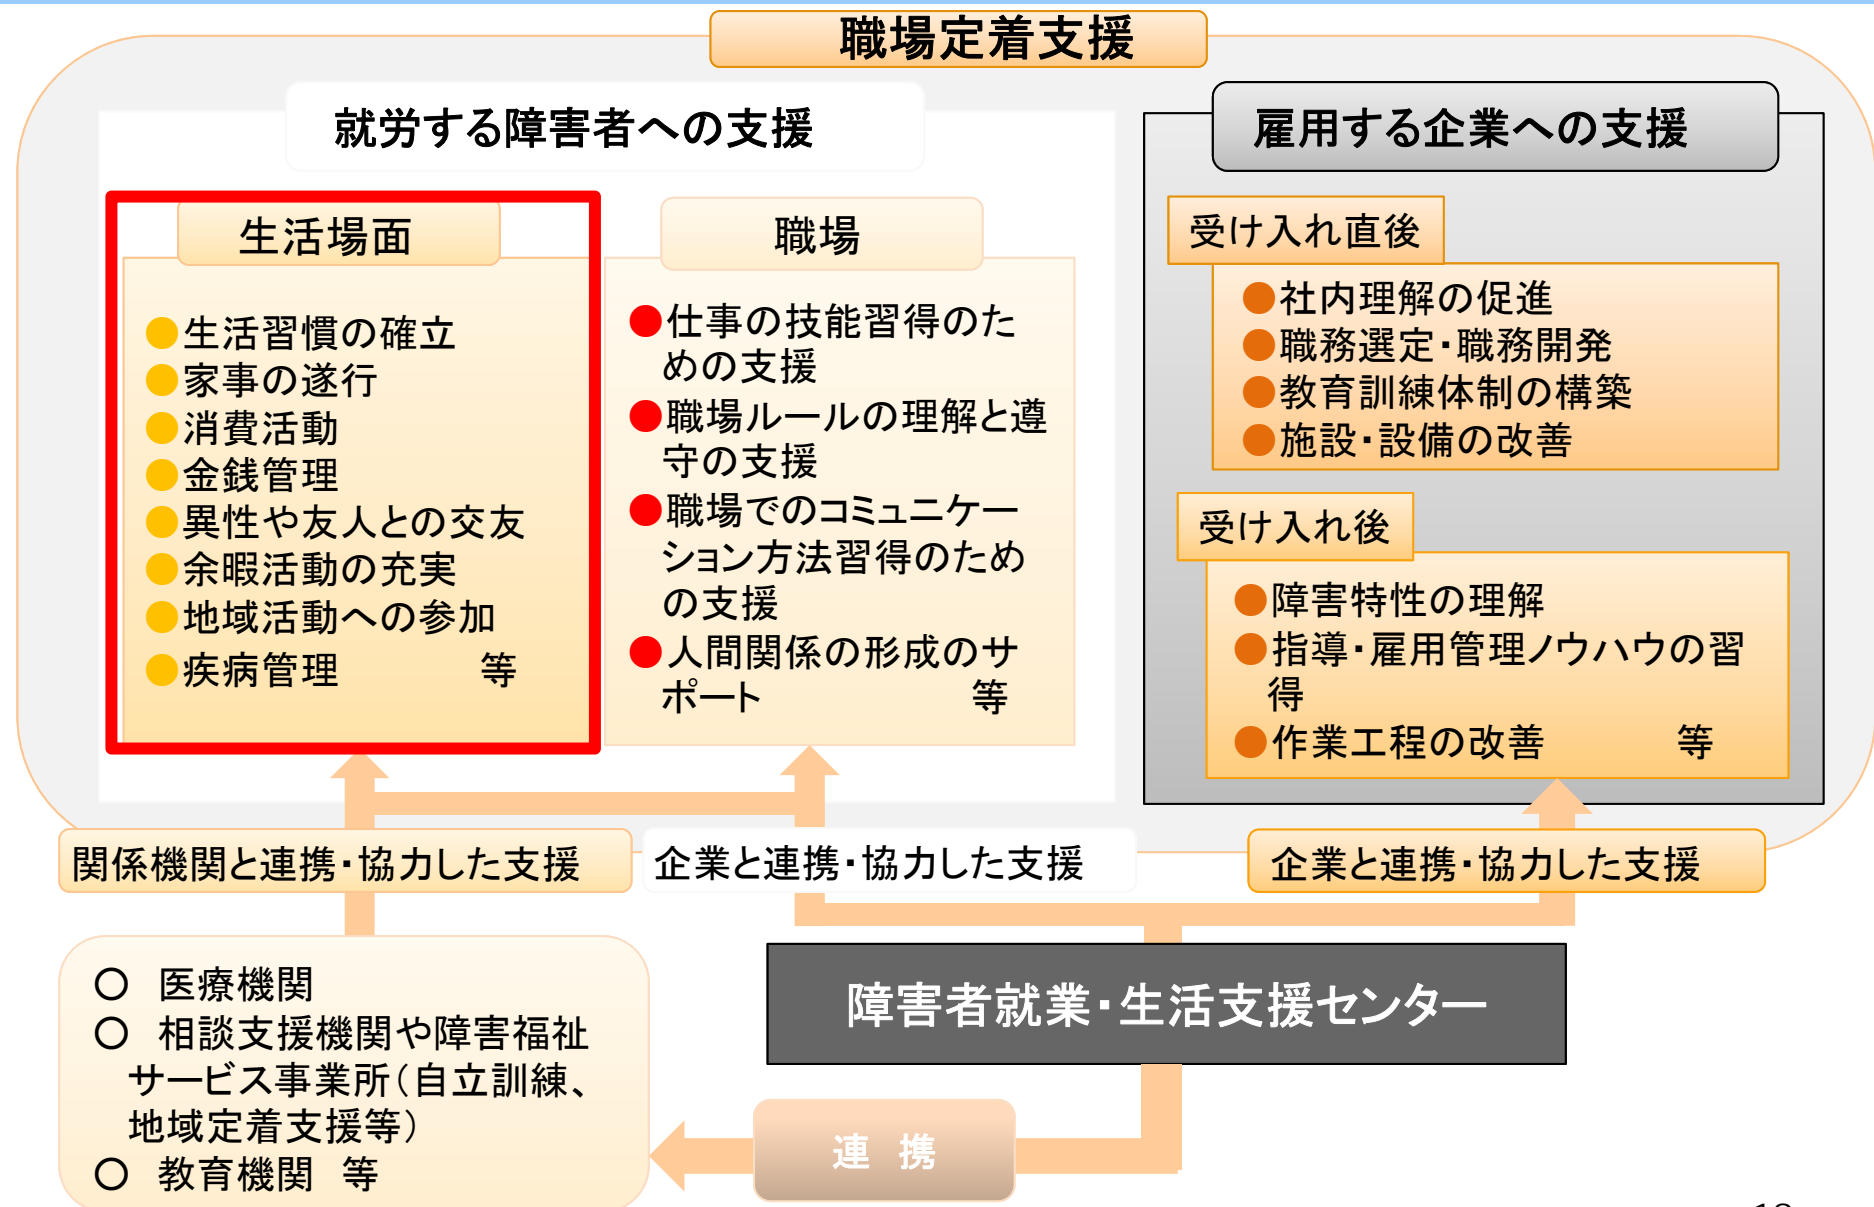 職場定着支援
就労する障害者への支援
生活場面
●生活習慣の確立
●家事の遂行
●消費活動
●金銭管理
●異性や友人との交友
●余暇活動の充実
●地域活動への参加
●疾病管理　　　等
職場
●仕事の技能習得のた
めの支援
●職場ルールの理解と遵
守の支援
●職場でのコミュニケー
ション方法習得のため
の支援
●人間関係の形成のサ
ポート　　　　　等
雇用する企業への支援
受け入れ直後
●社内理解の促進
●職務選定・職務開発
●教育訓練体制の構築
●施設・設備の改善
受け入れ後
●障害特性の理解
●指導・雇用管理ノウハウの習
得
●作業工程の改善　　　等
関係機関と連携・協力した支援
企業と連携・協力した支援
企業と連携・協力した支援
○　医療機関
○　相談支援機関や障害福祉
サービス事業所（自立訓練、
地域定着支援等）
○　教育機関　等
障害者就業・生活支援センター
連　携